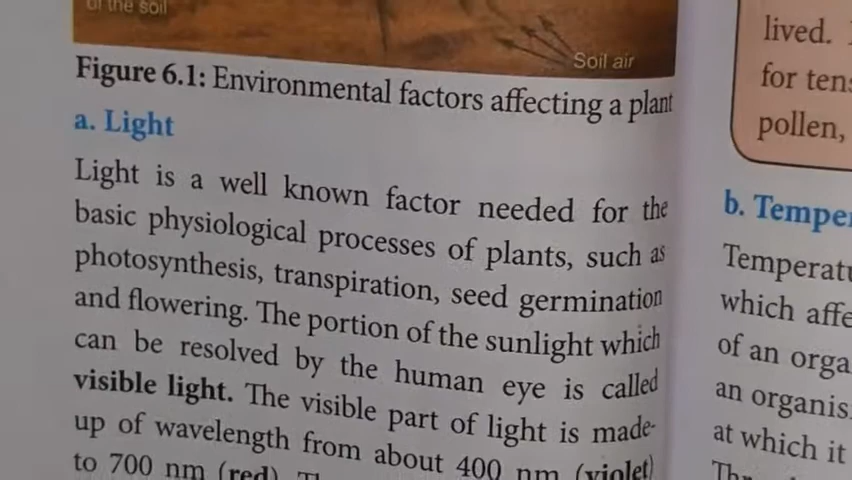 of the soil
Soil air
Figure 6.1: Environmental factors affecting a plant
a. Light
Light is a well known factor needed for the
basic physiological processes of plants, such as
photosynthesis, transpiration, seed germination
and flowering. The portion of the sunlight which
can be resolved by the human eye is called
visible light. The visible part of light is made-
up of wavelength from about 400 nm (violet)
to 700 nm (red).
lived.
for tens
pollen,
b. Temper
Temperatu
which affe
of an orga
an organis
at which it